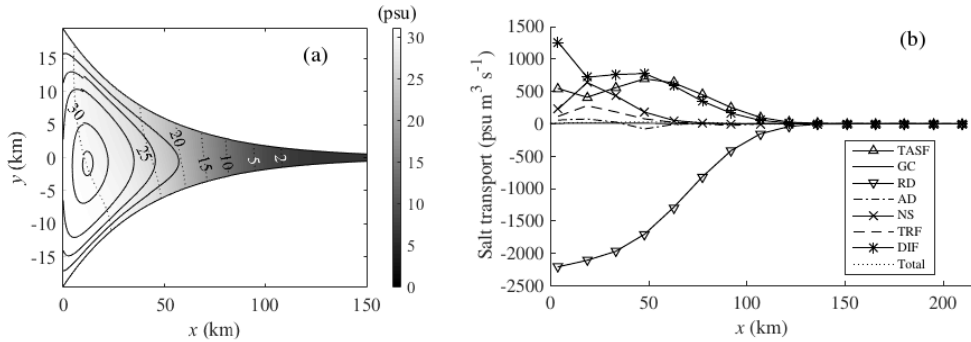 (psu)
(a)
15
10
5
0
-5
-10
-15
y (km)
30
25
20
15
10
5
2
0
50
100
150
x (km)
30
25
20
15
10
5
0
(b)
1500
1000
500
0
-500
-1000
-1500
-2000
-2500
Salt transport (psu m³ s⁻¹)
TASF
GC
RD
AD
NS
TRF
DIF
Total
0
50
100
150
200
x (km)